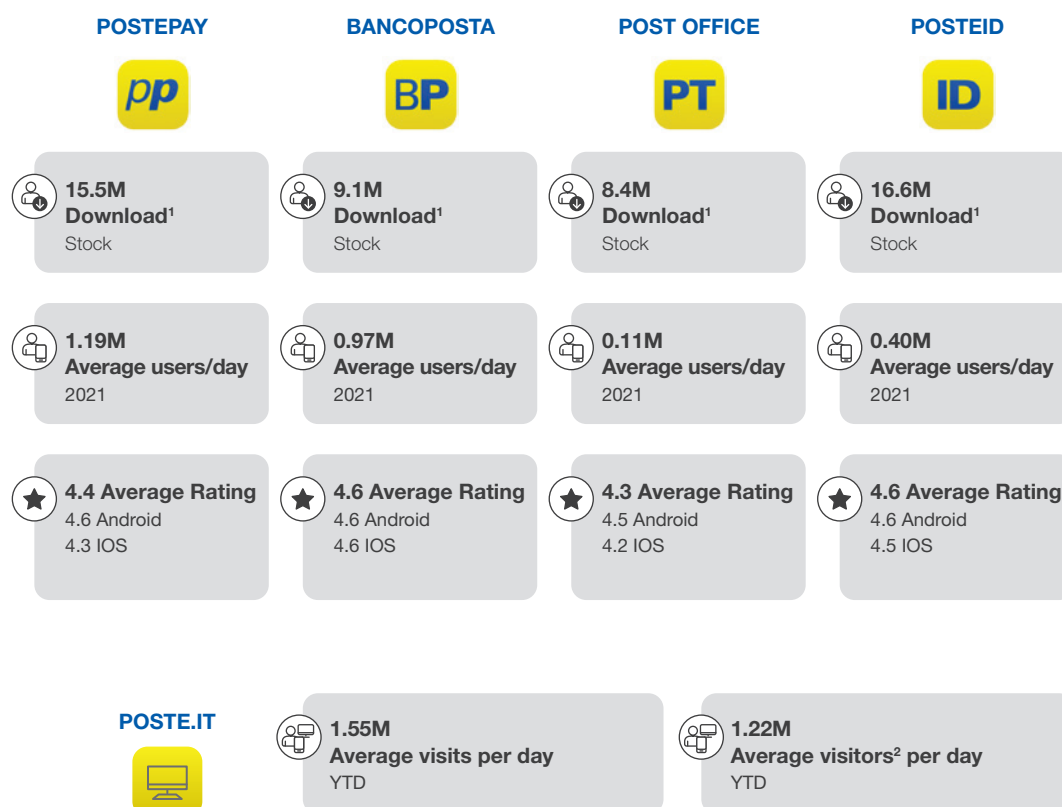 POSTEPAY
BANCOPOSTA
POST OFFICE
POSTEID
pp
BP
PT
ID
15.5M
Download¹
Stock
9.1M
Download¹
Stock
8.4M
Download¹
Stock
16.6M
Download¹
Stock
1.19M
Average users/day
2021
0.97M
Average users/day
2021
0.11M
Average users/day
2021
0.40M
Average users/day
2021
4.4 Average Rating
4.6 Android
4.3 IOS
4.6 Average Rating
4.6 Android
4.6 IOS
4.3 Average Rating
4.5 Android
4.2 IOS
4.6 Average Rating
4.6 Android
4.5 IOS
POSTE.IT
1.55M
Average visits per day
YTD
1.22M
Average visitors² per day
YTD